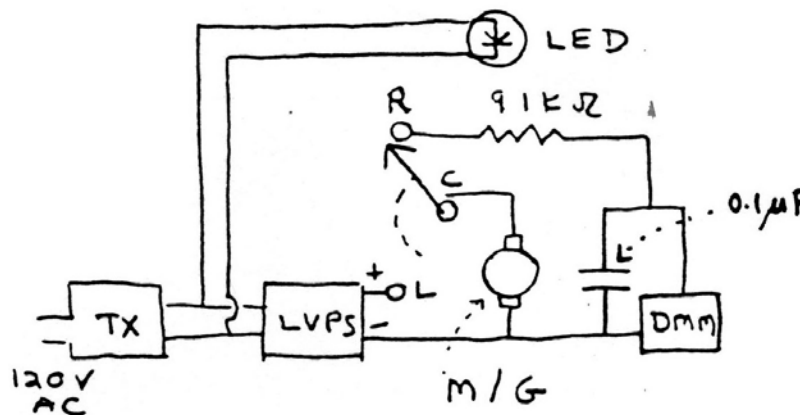 LED
R
91KΩ
C
0.1μF
+
L
TX
LVPS
-
DMM
120V
AC
M/G